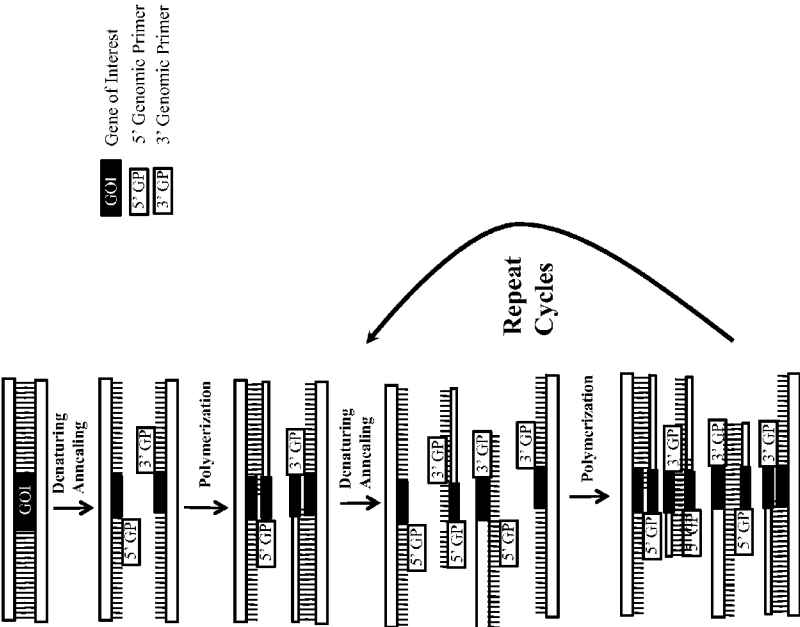 GOI
Denaturing
Annealing
GOI Gene of Interest
5' GP 5' Genomic Primer
3' GP 3' Genomic Primer
5' GP
3' GP
Polymerization
5' GP
3' GP
Denaturing
Annealing
5' GP
3' GP
5' GP
3' GP
5' GP
3' GP
Repeat
Cycles
Polymerization
5' GP
3' GP
5' GP
3' GP
5' GP
3' GP